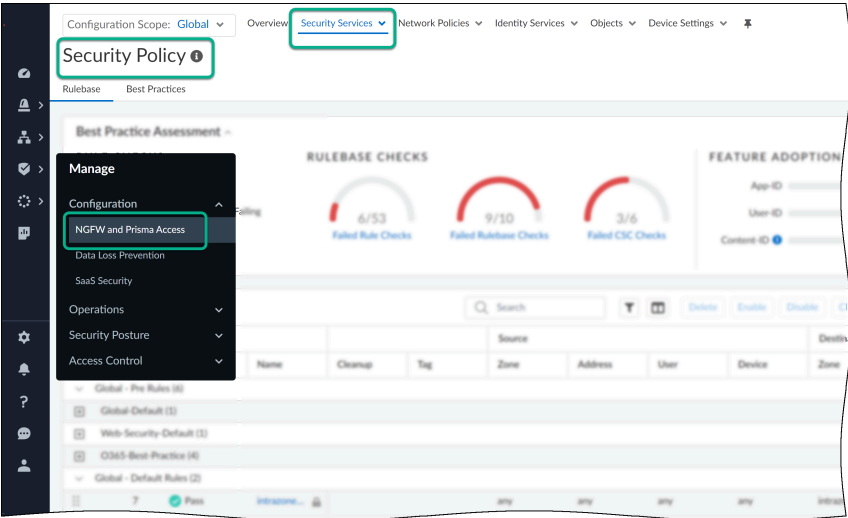 Configuration Scope: Global
Overview Security Services Network Policies Identity Services Objects Device Settings
Security Policy
Rulebase Best Practices
Best Practice Assessment
RULEBASE CHECKS
FEATURE ADOPTION
Manage
Configuration
NGFW and Prisma Access
Data Loss Prevention
SaaS Security
Operations
Security Posture
Access Control
Failing
6/53
9/10
3/6
Failed Rule Checks
Failed Rulebase Checks
Failed CSC Checks
App-ID
User-ID
Content-ID
Search
Delete Enable Disable
Source
Name Cleanup Tag Zone Address User Device Zone
Global - Pre Rules (6)
Global-Default (1)
Web-Security-Default (1)
O365-Best-Practice (4)
Global - Default Rules (2)
7 Pass intrazone... any any any any